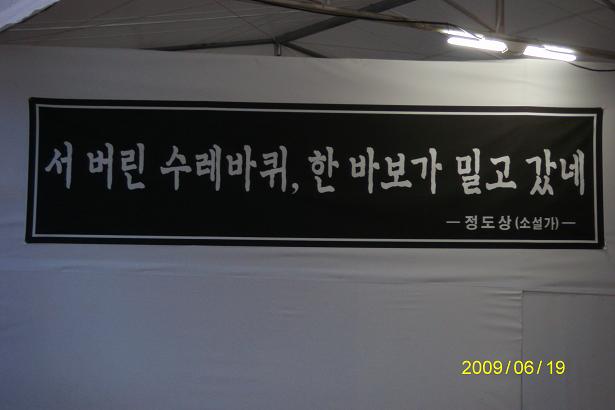 서 버린 수레바퀴, 한 바보가 밀고 갔네
— 정도상 (소설가) —
2009/06/19